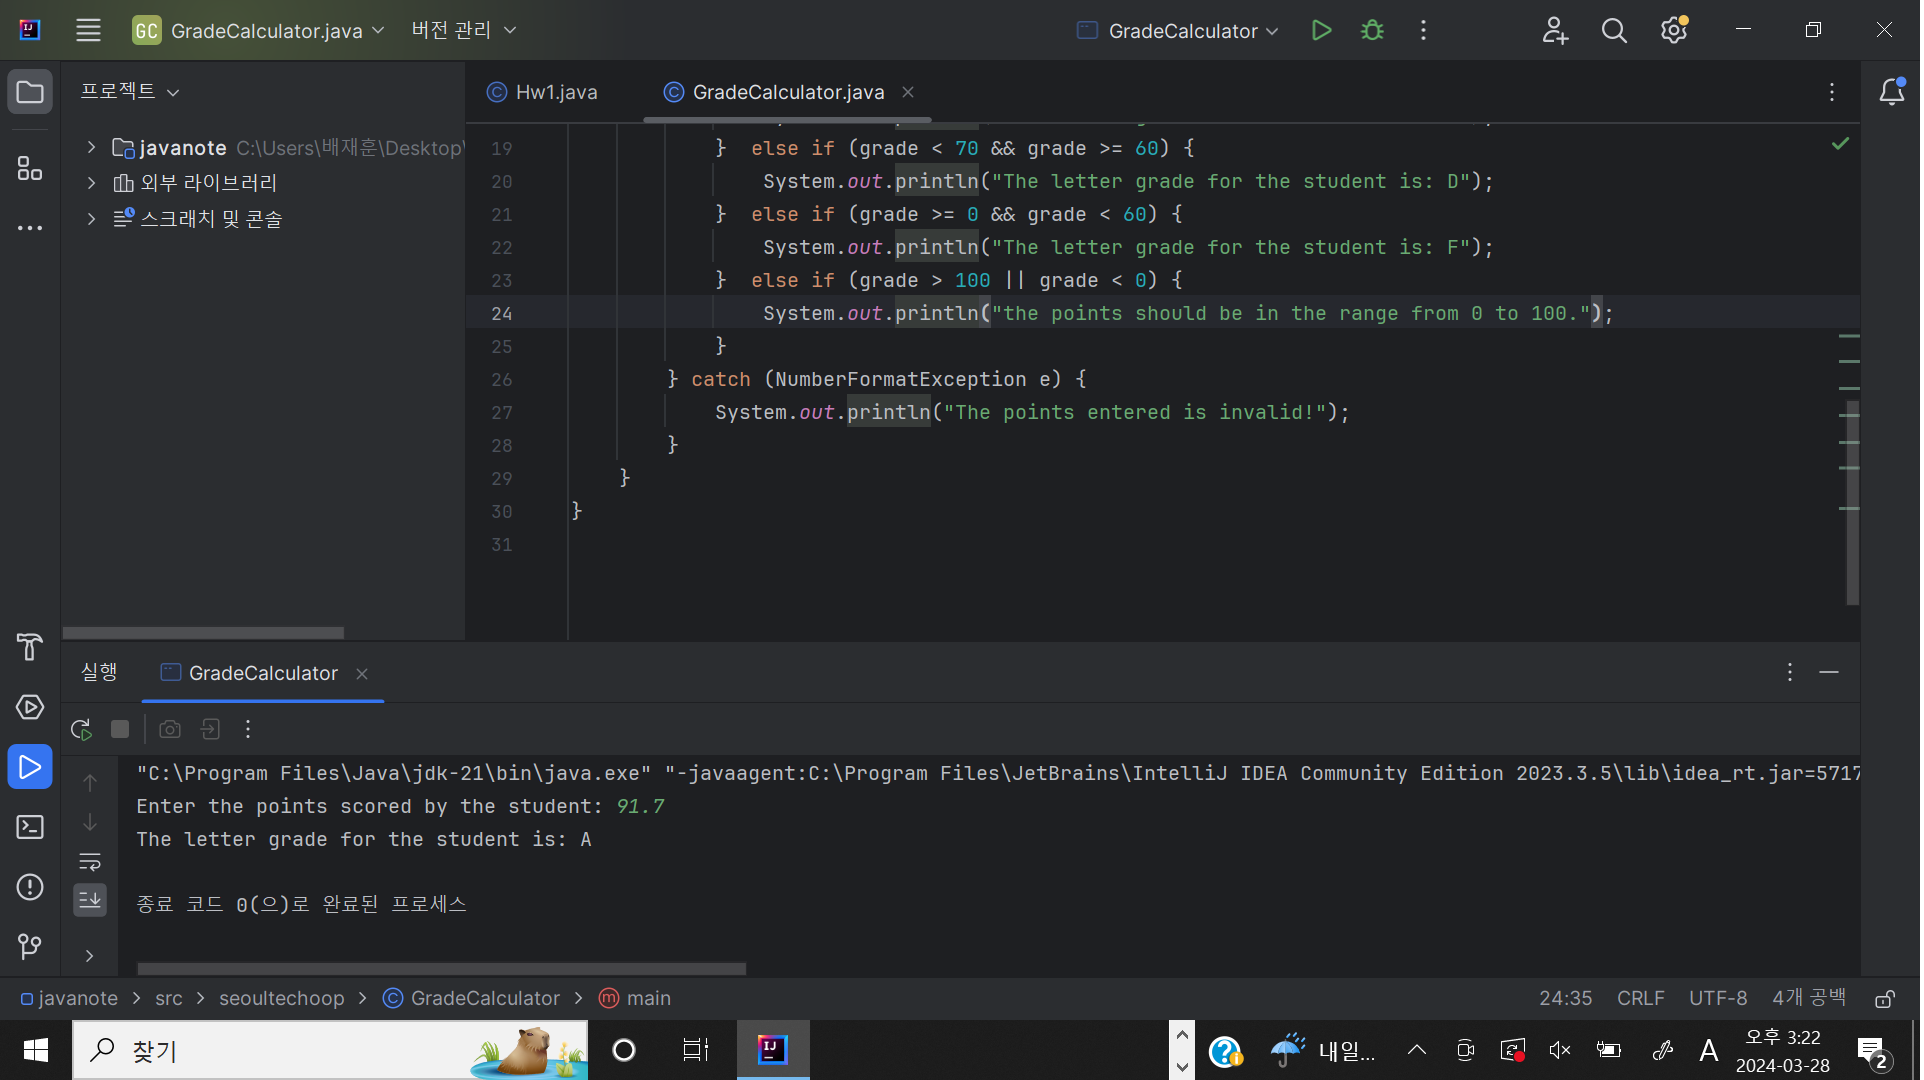 GC GradeCalculator.java 버전 관리 GradeCalculator
프로젝트
Hw1.java GradeCalculator.java
javanote C:\Users\배재훈\Desktop\
외부 라이브러리
스크래치 및 콘솔
19 } else if (grade < 70 && grade >= 60) {
20 System.out.println("The letter grade for the student is: D");
21 } else if (grade >= 0 && grade < 60) {
22 System.out.println("The letter grade for the student is: F");
23 } else if (grade > 100 || grade < 0) {
24 System.out.println("the points should be in the range from 0 to 100.");
25 }
26 } catch (NumberFormatException e) {
27 System.out.println("The points entered is invalid!");
28 }
29 }
30 }
31
실행 GradeCalculator
"C:\Program Files\Java\jdk-21\bin\java.exe" "-javaagent:C:\Program Files\JetBrains\IntelliJ IDEA Community Edition 2023.3.5\lib\idea_rt.jar=5717
Enter the points scored by the student: 91.7
The letter grade for the student is: A
종료 코드 0(으)로 완료된 프로세스
javanote > src > seoultechoop > GradeCalculator > main
24:35 CRLF UTF-8 4개 공백
찾기
내일...
A
오후 3:22
2024-03-28
2